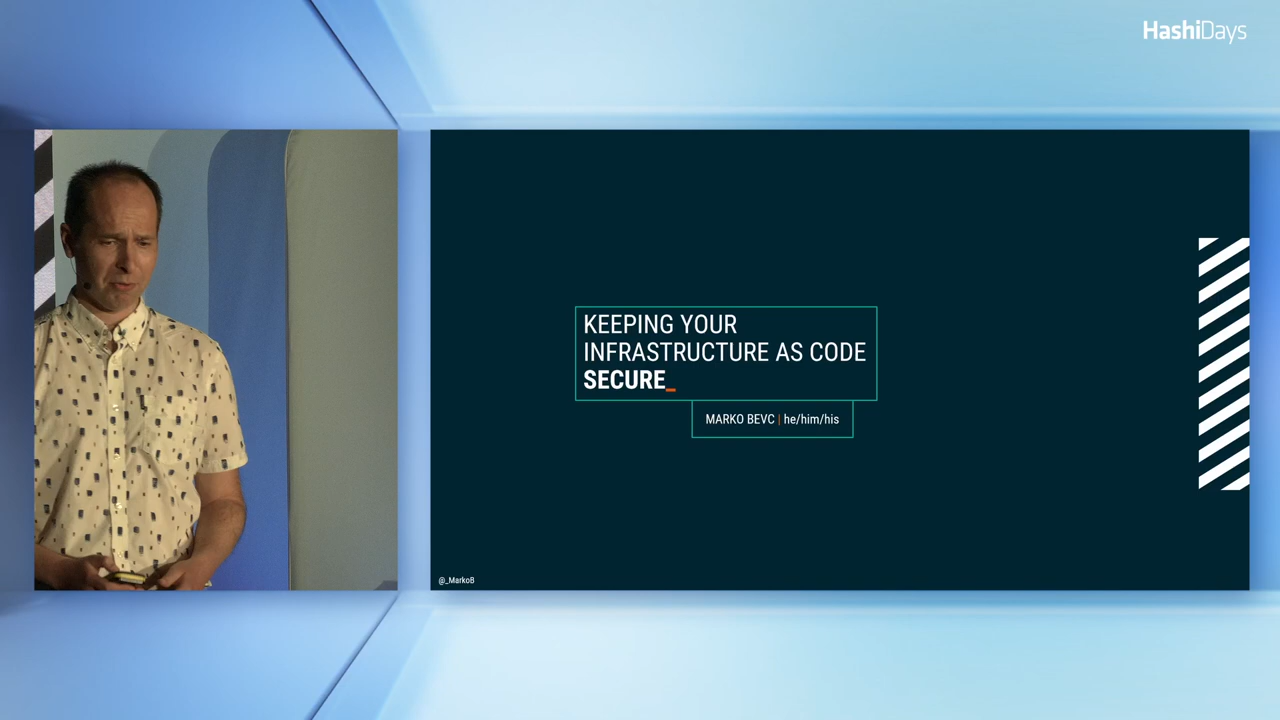 HashiDays
KEEPING YOUR
INFRASTRUCTURE AS CODE
SECURE_
MARKO BEVC | he/him/his
@_MarkoB